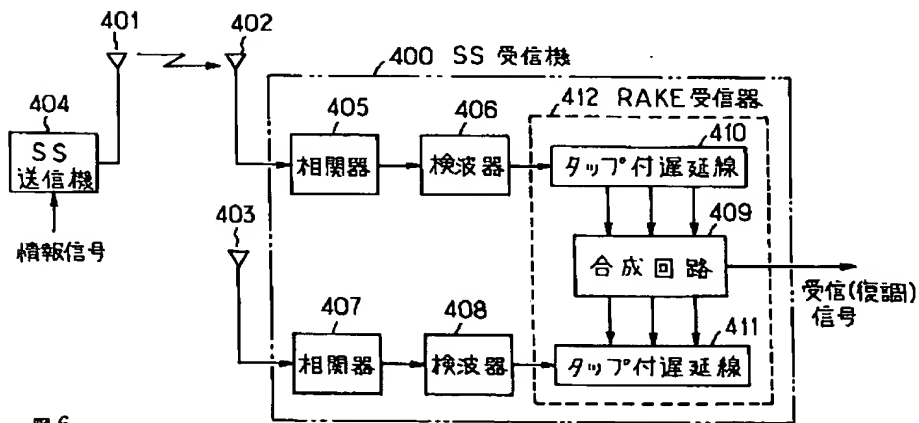 401
402
400 SS 受信機
404
SS
送信機
情報信号
405
相関器
406
検波器
412 RAKE受信器
410
タップ付遅延線
409
合成回路
受信(復調)
信号
403
407
相関器
408
検波器
411
タップ付遅延線